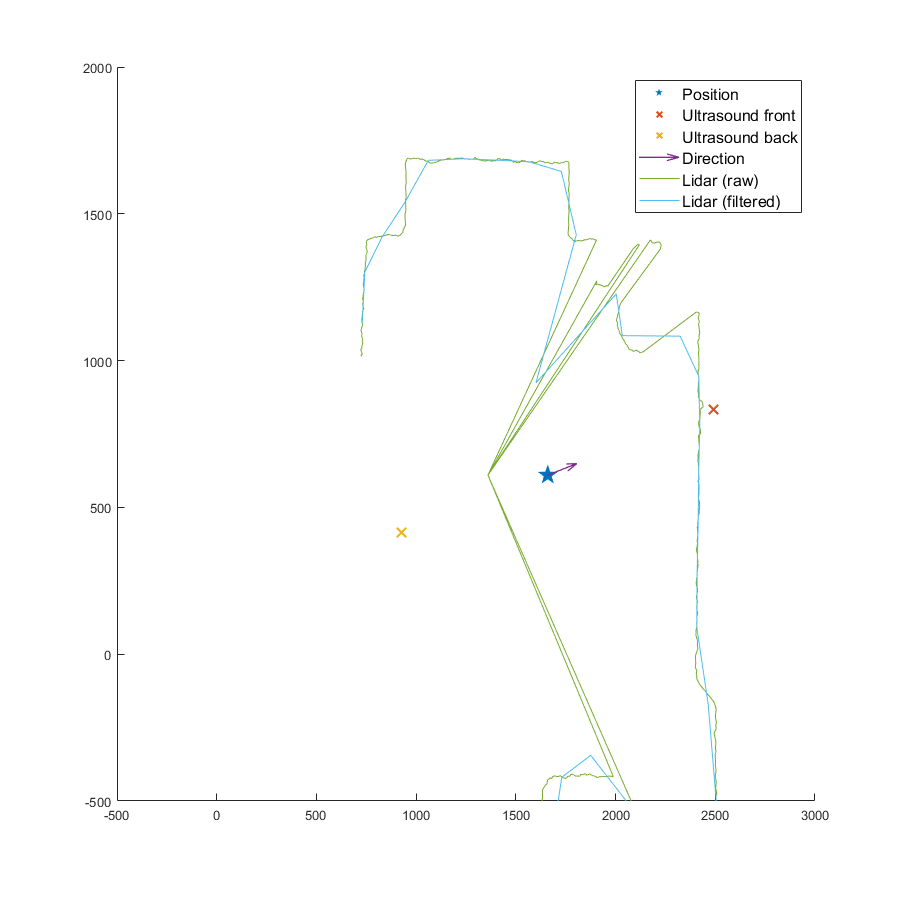 2000
1500
1000
500
0
-500
-500
0
500
1000
1500
2000
2500
3000
Position
Ultrasound front
Ultrasound back
Direction
Lidar (raw)
Lidar (filtered)